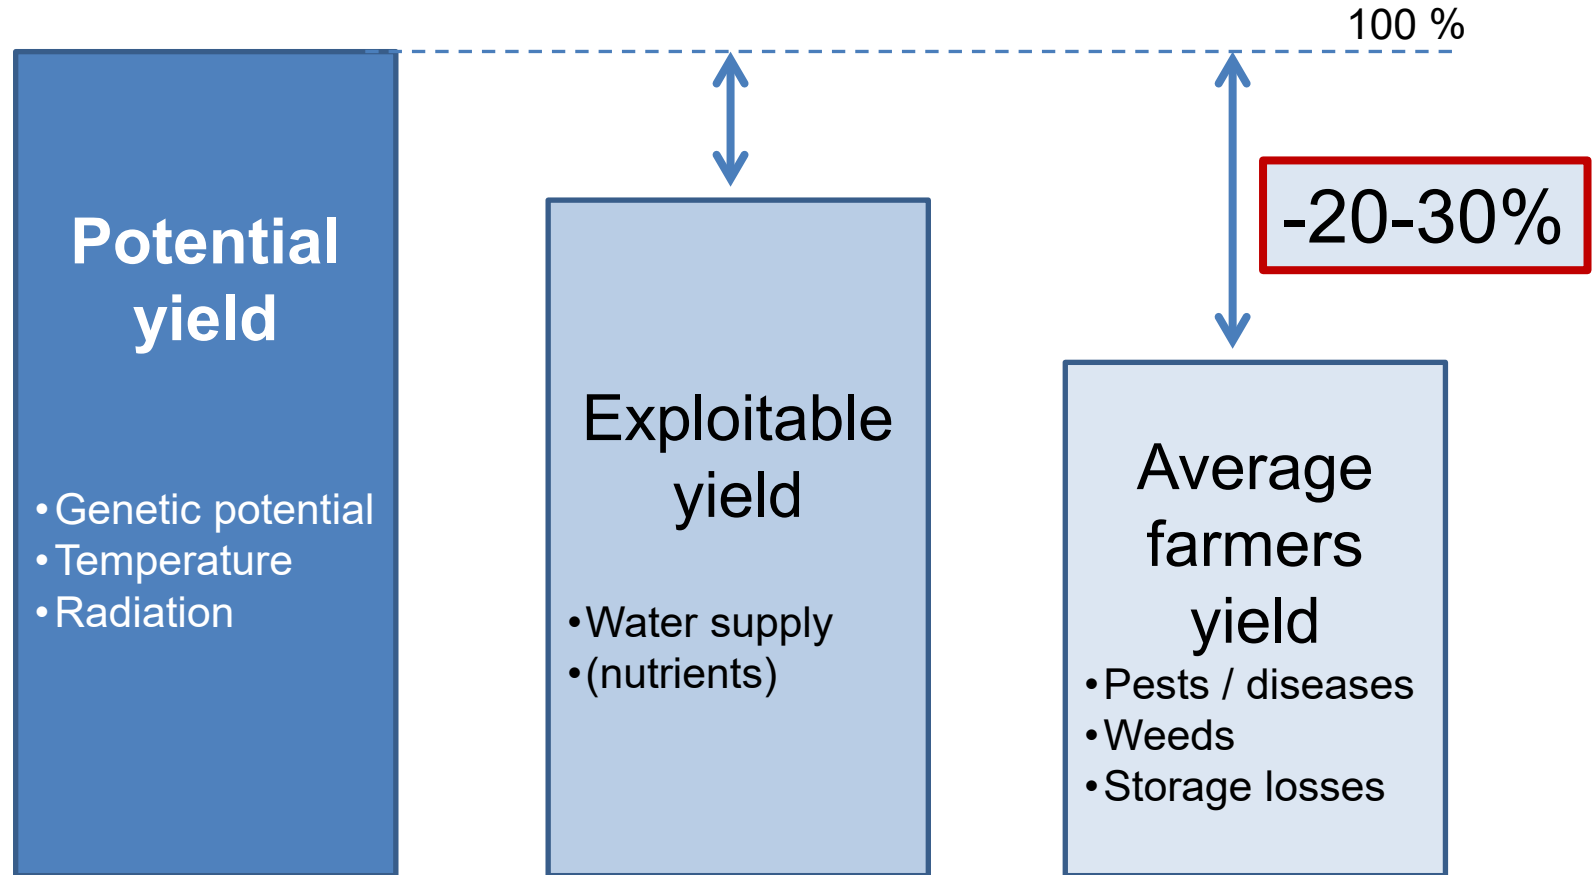 100 %
Potential
yield
•Genetic potential
•Temperature
•Radiation
Exploitable
yield
•Water supply
•(nutrients)
-20-30%
Average
farmers
yield
•Pests / diseases
•Weeds
•Storage losses